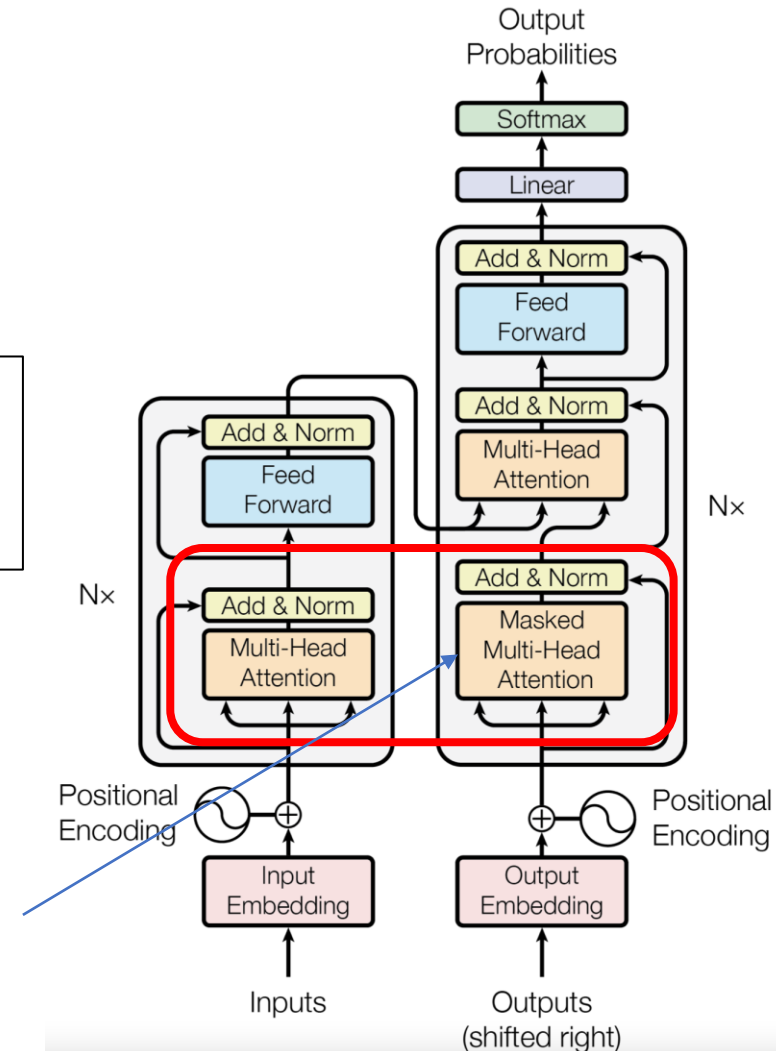 Output
Probabilities
Softmax
Linear
Add & Norm
Feed
Forward
Add & Norm
Multi-Head
Attention
Nx
Add & Norm
Masked
Multi-Head
Attention
Add & Norm
Feed
Forward
Nx
Add & Norm
Multi-Head
Attention
Positional
Encoding
Positional
Encoding
Input
Embedding
Output
Embedding
Inputs
Outputs
(shifted right)